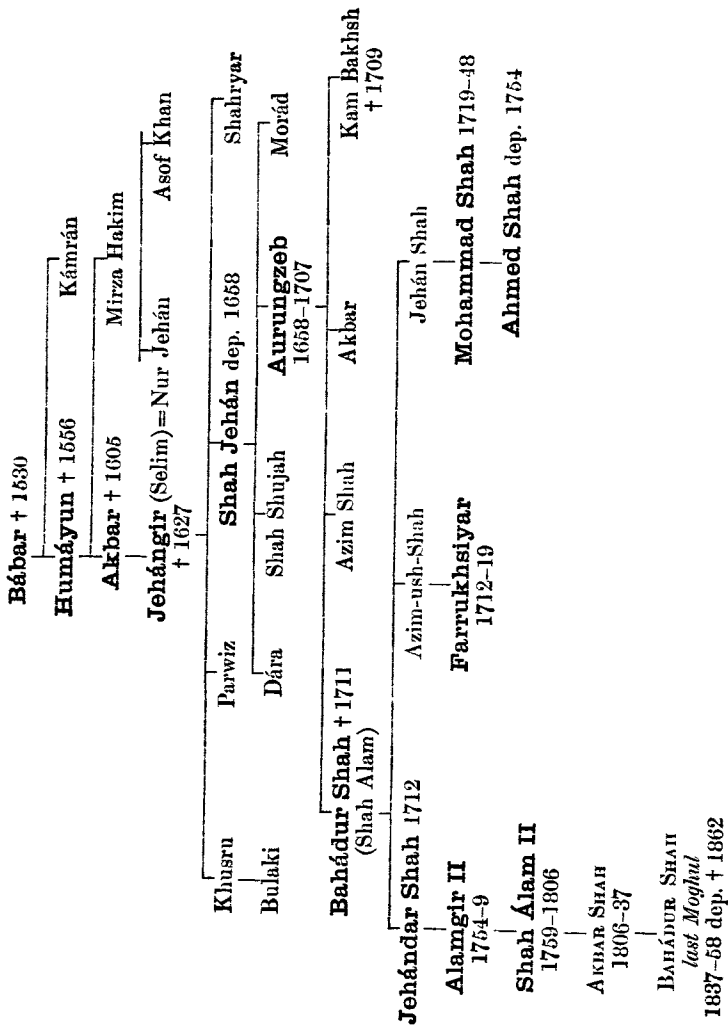 Bábar † 1530
Humáyun † 1556 Kámrán
Akbar † 1605 Mirza Hakim
Jehángir (Selim)=Nur Jehán Asof Khan
† 1627
Khusru Parwiz Shah Jehán dep. 1658 Shahryar
Bulaki Dára Shah Shujah Aurungzeb Morád
1658–1707
Bahádur Shah † 1711 Azim Shah Akbar Kam Bakhsh
(Shah Alam) † 1709
Jehándar Shah 1712 Azim-ush-Shah Jehán Shah
Alamgir II Farrukhsiyar Mohammad Shah 1719–48
1754–9 1712–19
Shah Álam II Ahmed Shah dep. 1754
1759–1806
Akbar Shah
1806–37
Bahádur Shah
last Moghul
1837–58 dep. † 1862